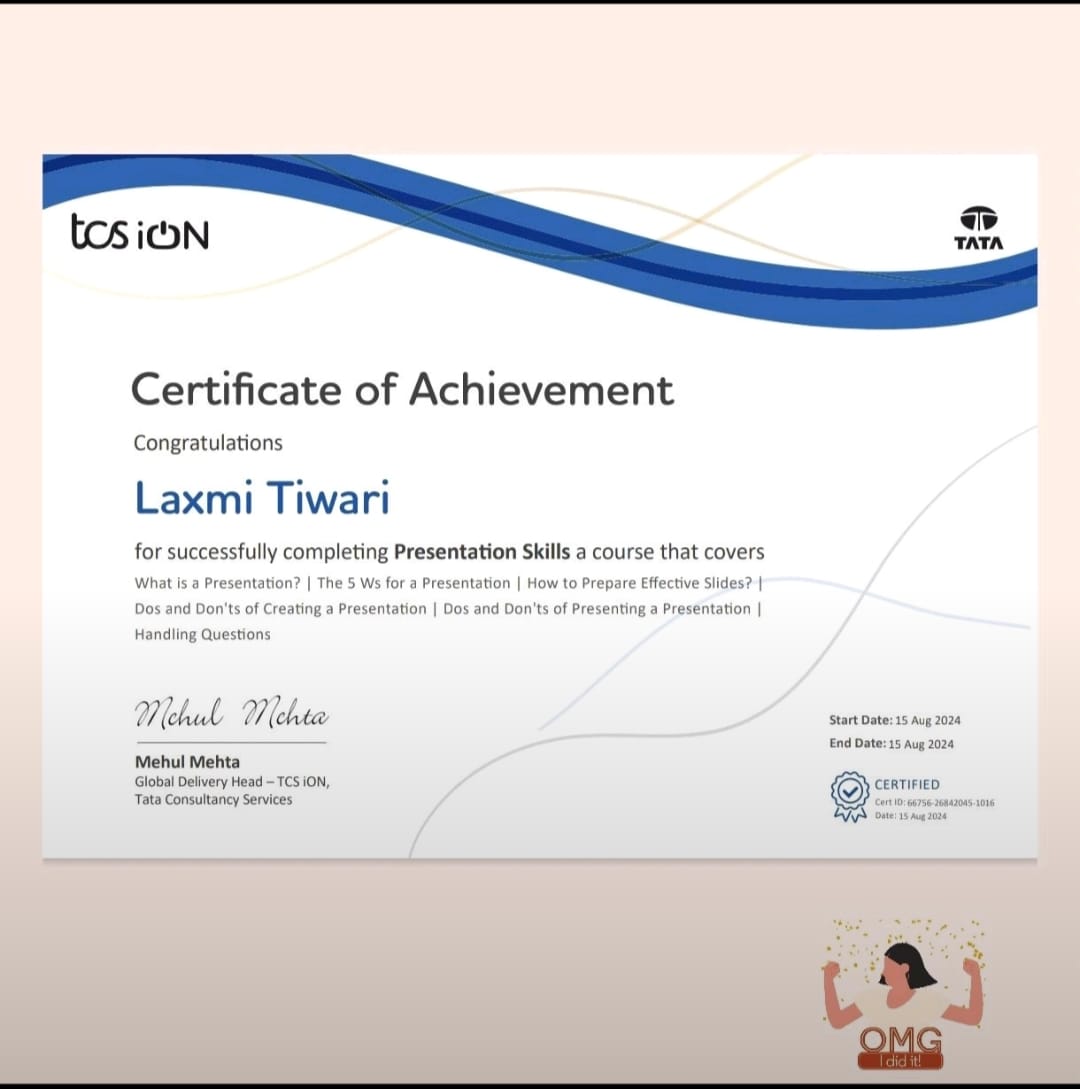 tcs iON
TATA
Certificate of Achievement
Congratulations
Laxmi Tiwari
for successfully completing Presentation Skills a course that covers
What is a Presentation? | The 5 Ws for a Presentation | How to Prepare Effective Slides? |
Dos and Don'ts of Creating a Presentation | Dos and Don'ts of Presenting a Presentation |
Handling Questions
Mehul Mehta
Mehul Mehta
Global Delivery Head – TCS iON,
Tata Consultancy Services
Start Date: 15 Aug 2024
End Date: 15 Aug 2024
CERTIFIED
Cert ID: 66756-26842045-1016
Date: 15 Aug 2024
OMG
I did it!